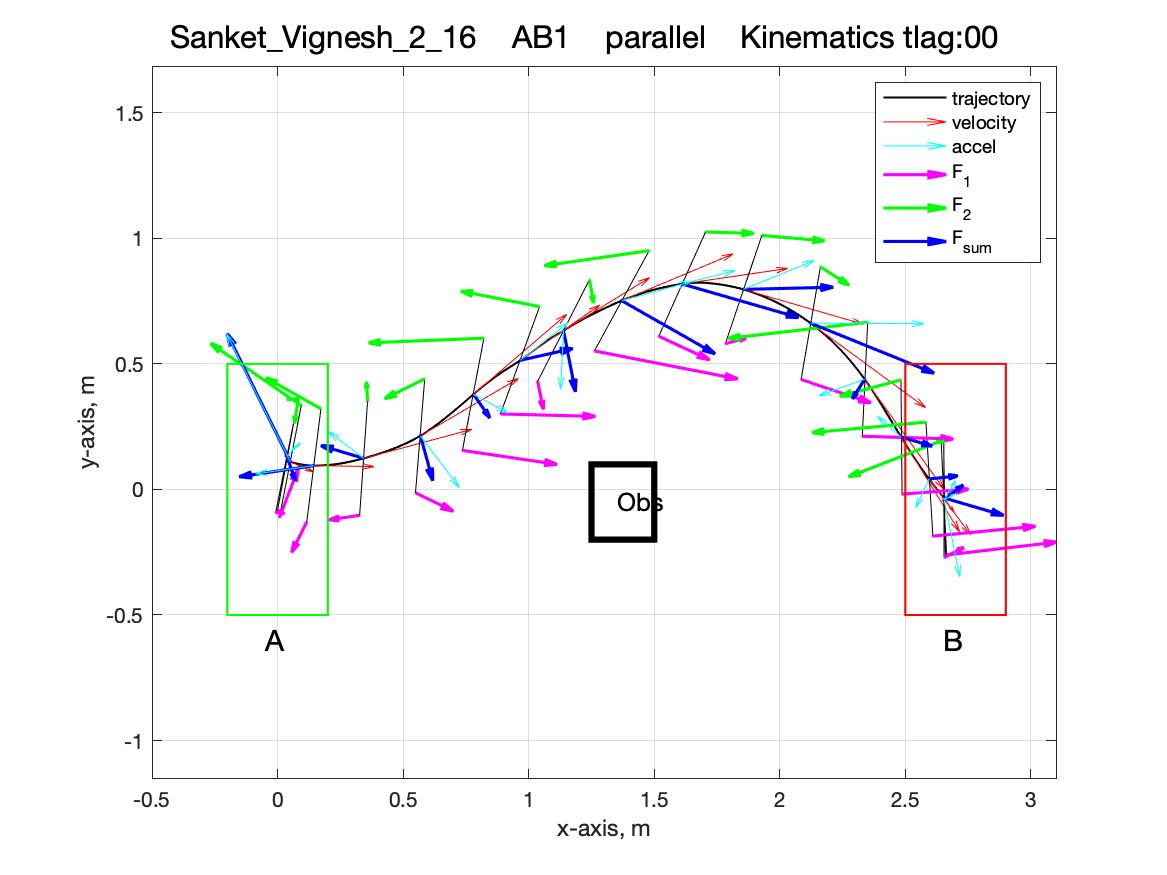 Sanket_Vignesh_2_16 AB1 parallel Kinematics tlag:00
trajectory
velocity
accel
F1
F2
Fsum
1.5
1
0.5
0
-0.5
-1
y-axis, m
Obs
A
B
-0.5 0 0.5 1 1.5 2 2.5 3
x-axis, m